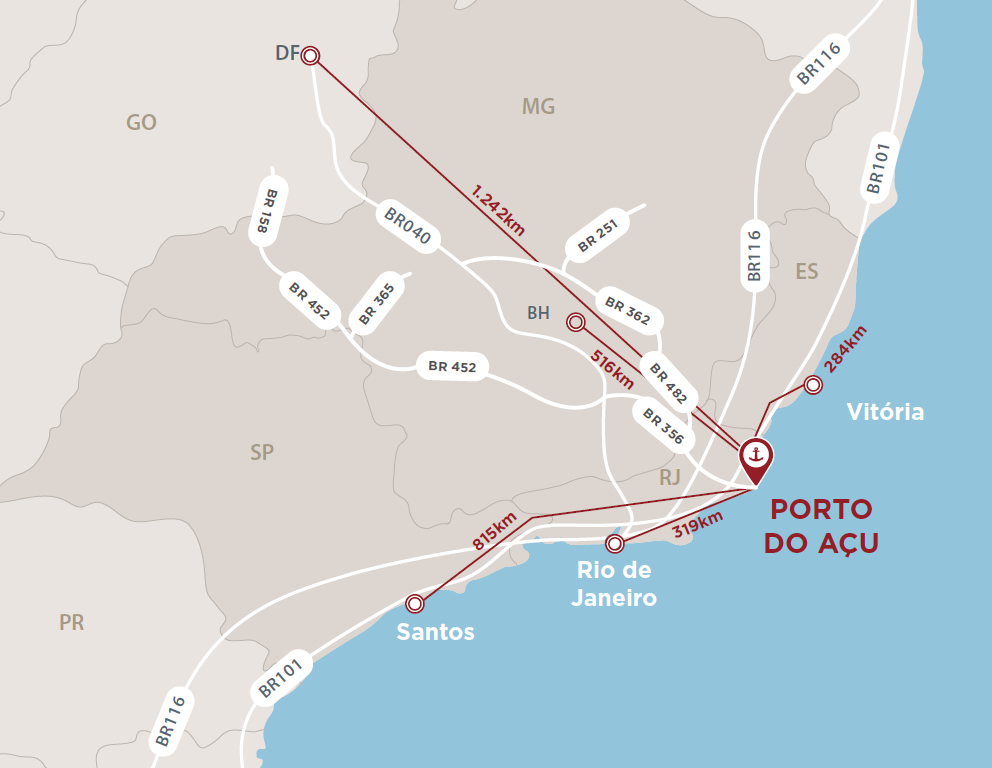 DF
GO
MG
BR116
BR101
1.242km
BR 158
BR040
BR 251
BR116
ES
BR 452
BR 365
BR 362
BH
284km
516km
BR 452
BR 482
Vitória
BR 356
SP
RJ
PORTO
DO AÇU
815km
319km
Rio de
Janeiro
Santos
PR
BR101
BR116